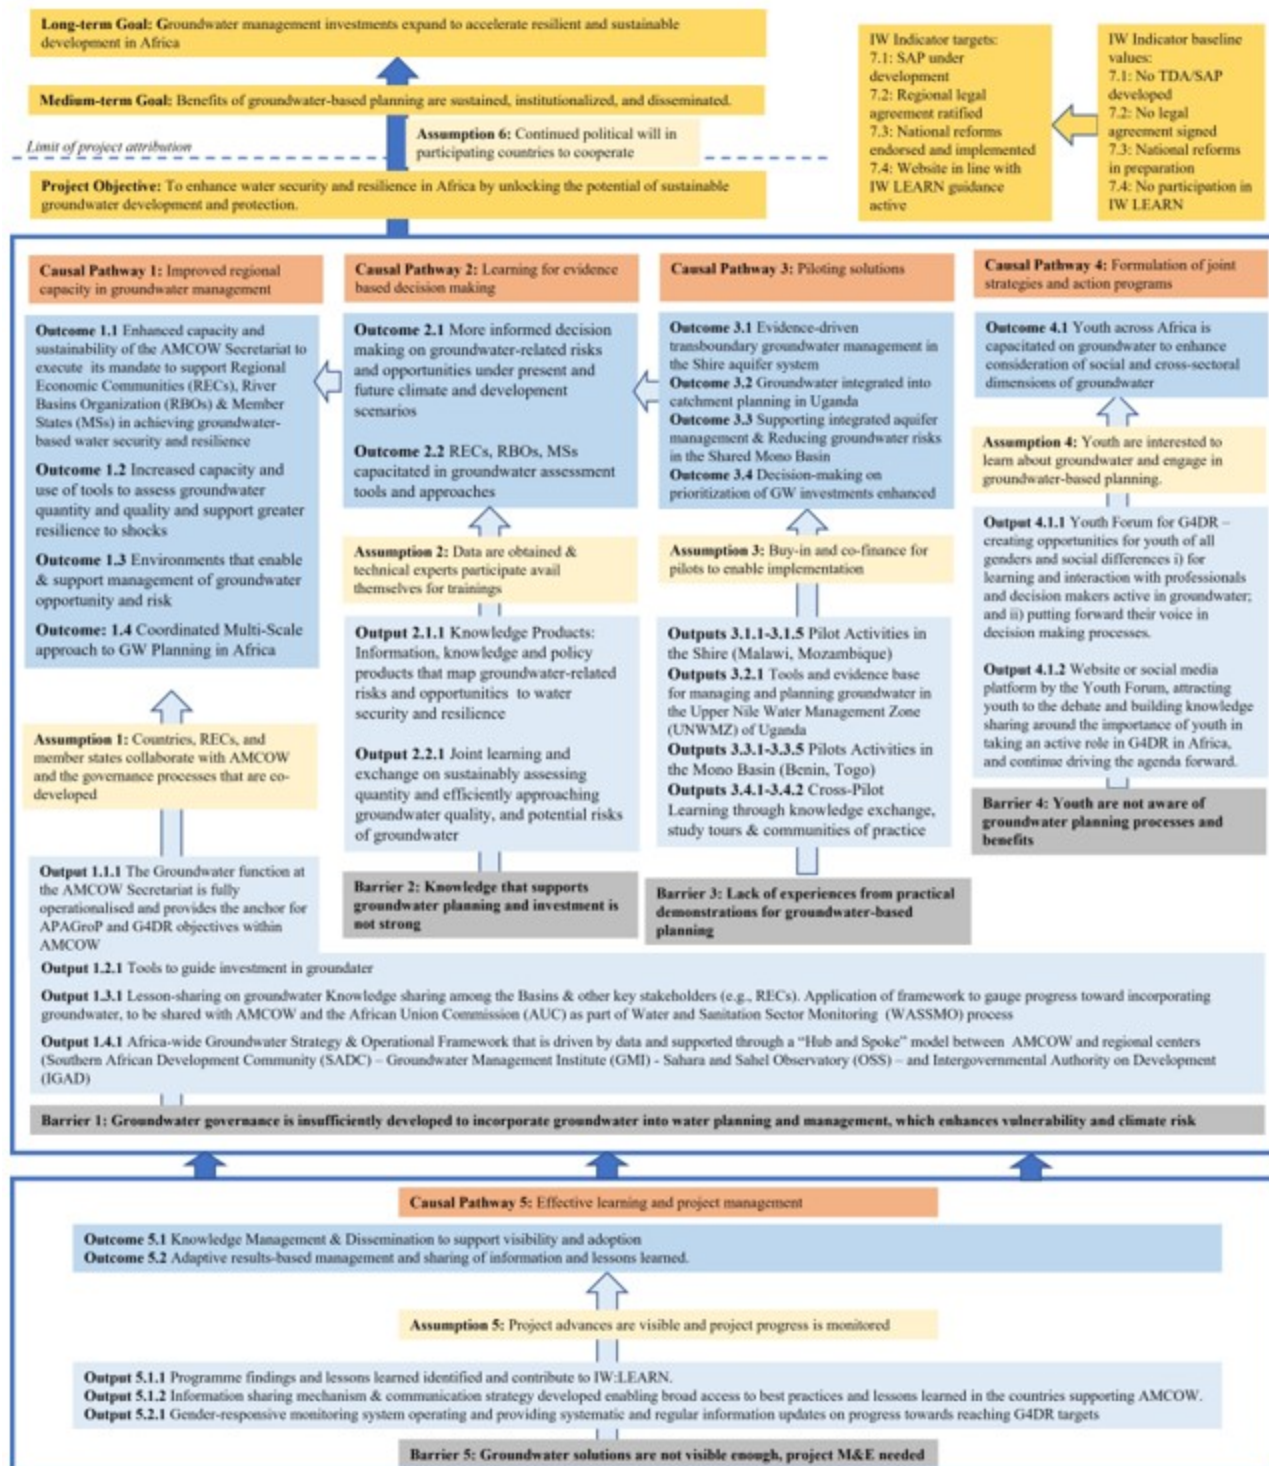 Long-term Goal: Groundwater management investments expand to accelerate resilient and sustainable
development in Africa
Medium-term Goal: Benefits of groundwater-based planning are sustained, institutionalized, and disseminated.
Assumption 6: Continued political will in
participating countries to cooperate
Limit of project attribution
Project Objective: To enhance water security and resilience in Africa by unlocking the potential of sustainable
groundwater development and protection.
IW Indicator targets:
7.1: SAP under
development
7.2: Regional legal
agreement ratified
7.3: National reforms
endorsed and implemented
7.4: Website in line with
IW LEARN guidance
active
IW Indicator baseline
values:
7.1: No TDA/SAP
developed
7.2: No legal
agreement signed
7.3: National reforms
in preparation
7.4: No participation in
IW LEARN
Causal Pathway 1: Improved regional
capacity in groundwater management
Outcome 1.1 Enhanced capacity and
sustainability of the AMCOW Secretariat to
execute its mandate to support Regional
Economic Communities (RECs), River
Basins Organization (RBOs) & Member
States (MSs) in achieving groundwater-
based water security and resilience
Outcome 1.2 Increased capacity and
use of tools to assess groundwater
quantity and quality and support greater
resilience to shocks
Outcome 1.3 Environments that enable
& support management of groundwater
opportunity and risk
Outcome: 1.4 Coordinated Multi-Scale
approach to GW Planning in Africa
Assumption 1: Countries, RECs, and
member states collaborate with AMCOW
and the governance processes that are co-
developed
Output 1.1.1 The Groundwater function at
the AMCOW Secretariat is fully
operationalised and provides the anchor for
APAGroP and G4DR objectives within
AMCOW
Causal Pathway 2: Learning for evidence
based decision making
Outcome 2.1 More informed decision
making on groundwater-related risks
and opportunities under present and
future climate and development
scenarios
Outcome 2.2 RECs, RBOs, MSs
capacitated in groundwater assessment
tools and approaches
Assumption 2: Data are obtained &
technical experts participate avail
themselves for trainings
Output 2.1.1 Knowledge Products:
Information, knowledge and policy
products that map groundwater-related
risks and opportunities to water
security and resilience
Output 2.2.1 Joint learning and
exchange on sustainably assessing
quantity and efficiently approaching
groundwater quality, and potential risks
of groundwater
Barrier 2: Knowledge that supports
groundwater planning and investment is
not strong
Causal Pathway 3: Piloting solutions
Outcome 3.1 Evidence-driven
transboundary groundwater management in
the Shire aquifer system
Outcome 3.2 Groundwater integrated into
catchment planning in Uganda
Outcome 3.3 Supporting integrated aquifer
management & Reducing groundwater risks
in the Shared Mono Basin
Outcome 3.4 Decision-making on
prioritization of GW investments enhanced
Assumption 3: Buy-in and co-finance for
pilots to enable implementation
Outputs 3.1.1-3.1.5 Pilot Activities in
the Shire (Malawi, Mozambique)
Outputs 3.2.1 Tools and evidence base
for managing and planning groundwater in
the Upper Nile Water Management Zone
(UNWMZ) of Uganda
Outputs 3.3.1-3.3.5 Pilots Activities in
the Mono Basin (Benin, Togo)
Outputs 3.4.1-3.4.2 Cross-Pilot
Learning through knowledge exchange,
study tours & communities of practice
Barrier 3: Lack of experiences from practical
demonstrations for groundwater-based
planning
Causal Pathway 4: Formulation of joint
strategies and action programs
Outcome 4.1 Youth across Africa is
capacitated on groundwater to enhance
consideration of social and cross-sectoral
dimensions of groundwater
Assumption 4: Youth are interested to
learn about groundwater and engage in
groundwater-based planning.
Output 4.1.1 Youth Forum for G4DR –
creating opportunities for youth of all
genders and social differences i) for
learning and interaction with professionals
and decision makers active in groundwater;
and ii) putting forward their voice in
decision making processes.
Output 4.1.2 Website or social media
platform by the Youth Forum, attracting
youth to the debate and building knowledge
sharing around the importance of youth in
taking an active role in G4DR in Africa,
and continue driving the agenda forward.
Barrier 4: Youth are not aware of
groundwater planning processes and
benefits
Output 1.2.1 Tools to guide investment in groundater
Output 1.3.1 Lesson-sharing on groundwater Knowledge sharing among the Basins & other key stakeholders (e.g., RECs). Application of framework to gauge progress toward incorporating
groundwater, to be shared with AMCOW and the African Union Commission (AUC) as part of Water and Sanitation Sector Monitoring (WASSMO) process
Output 1.4.1 Africa-wide Groundwater Strategy & Operational Framework that is driven by data and supported through a “Hub and Spoke” model between AMCOW and regional centers
(Southern African Development Community (SADC) – Groundwater Management Institute (GMI) - Sahara and Sahel Observatory (OSS) – and Intergovernmental Authority on Development
(IGAD)
Barrier 1: Groundwater governance is insufficiently developed to incorporate groundwater into water planning and management, which enhances vulnerability and climate risk
Causal Pathway 5: Effective learning and project management
Outcome 5.1 Knowledge Management & Dissemination to support visibility and adoption
Outcome 5.2 Adaptive results-based management and sharing of information and lessons learned.
Assumption 5: Project advances are visible and project progress is monitored
Output 5.1.1 Programme findings and lessons learned identified and contribute to IW:LEARN.
Output 5.1.2 Information sharing mechanism & communication strategy developed enabling broad access to best practices and lessons learned in the countries supporting AMCOW.
Output 5.2.1 Gender-responsive monitoring system operating and providing systematic and regular information updates on progress towards reaching G4DR targets
Barrier 5: Groundwater solutions are not visible enough, project M&E needed